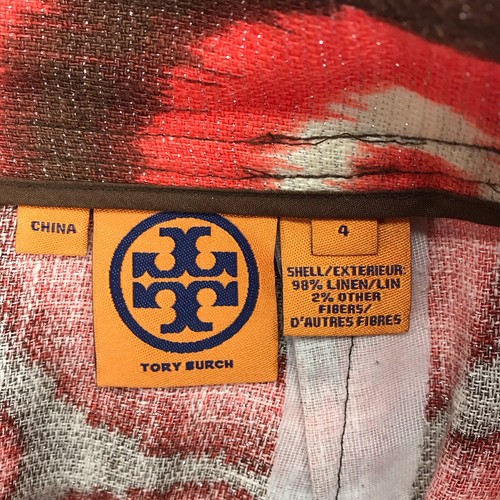 CHINA
TORY BURCH
4
SHELL/EXTERIEUR:
98% LINEN/LIN
2% OTHER
FIBERS/
D'AUTRES FIBRES